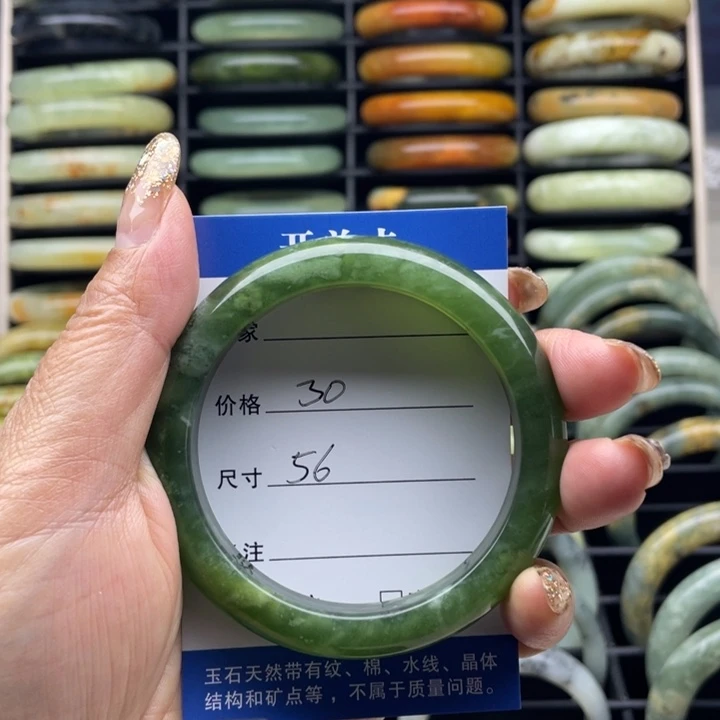 家
价格 30
尺寸 56
注
玉石天然带有纹、棉、水线、晶体
结构和矿点等，不属于质量问题。